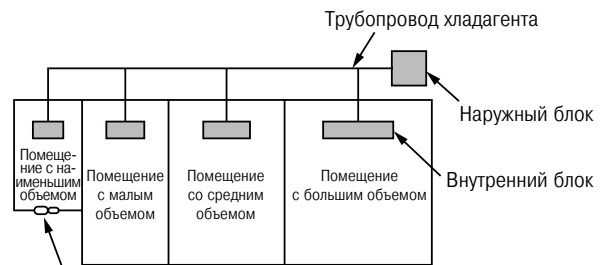 Трубопровод хладагента
Наружный блок
Внутренний блок
Помеще-
ние с на-
именьшим
объемом
Помещение
с малым
объемом
Помещение
со средним
объемом
Помещение
с большим объемом